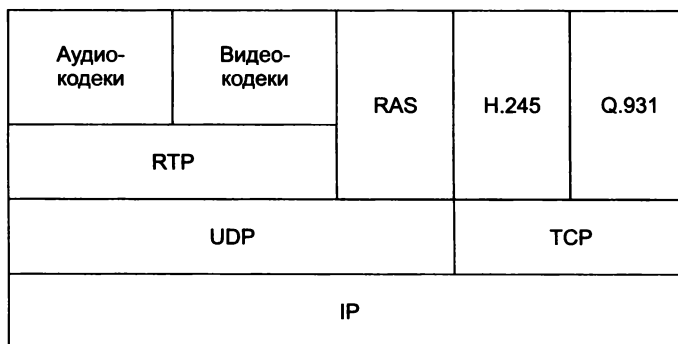 Аудио-
кодеки
Видео-
кодеки
RAS
H.245
Q.931
RTP
UDP
TCP
IP